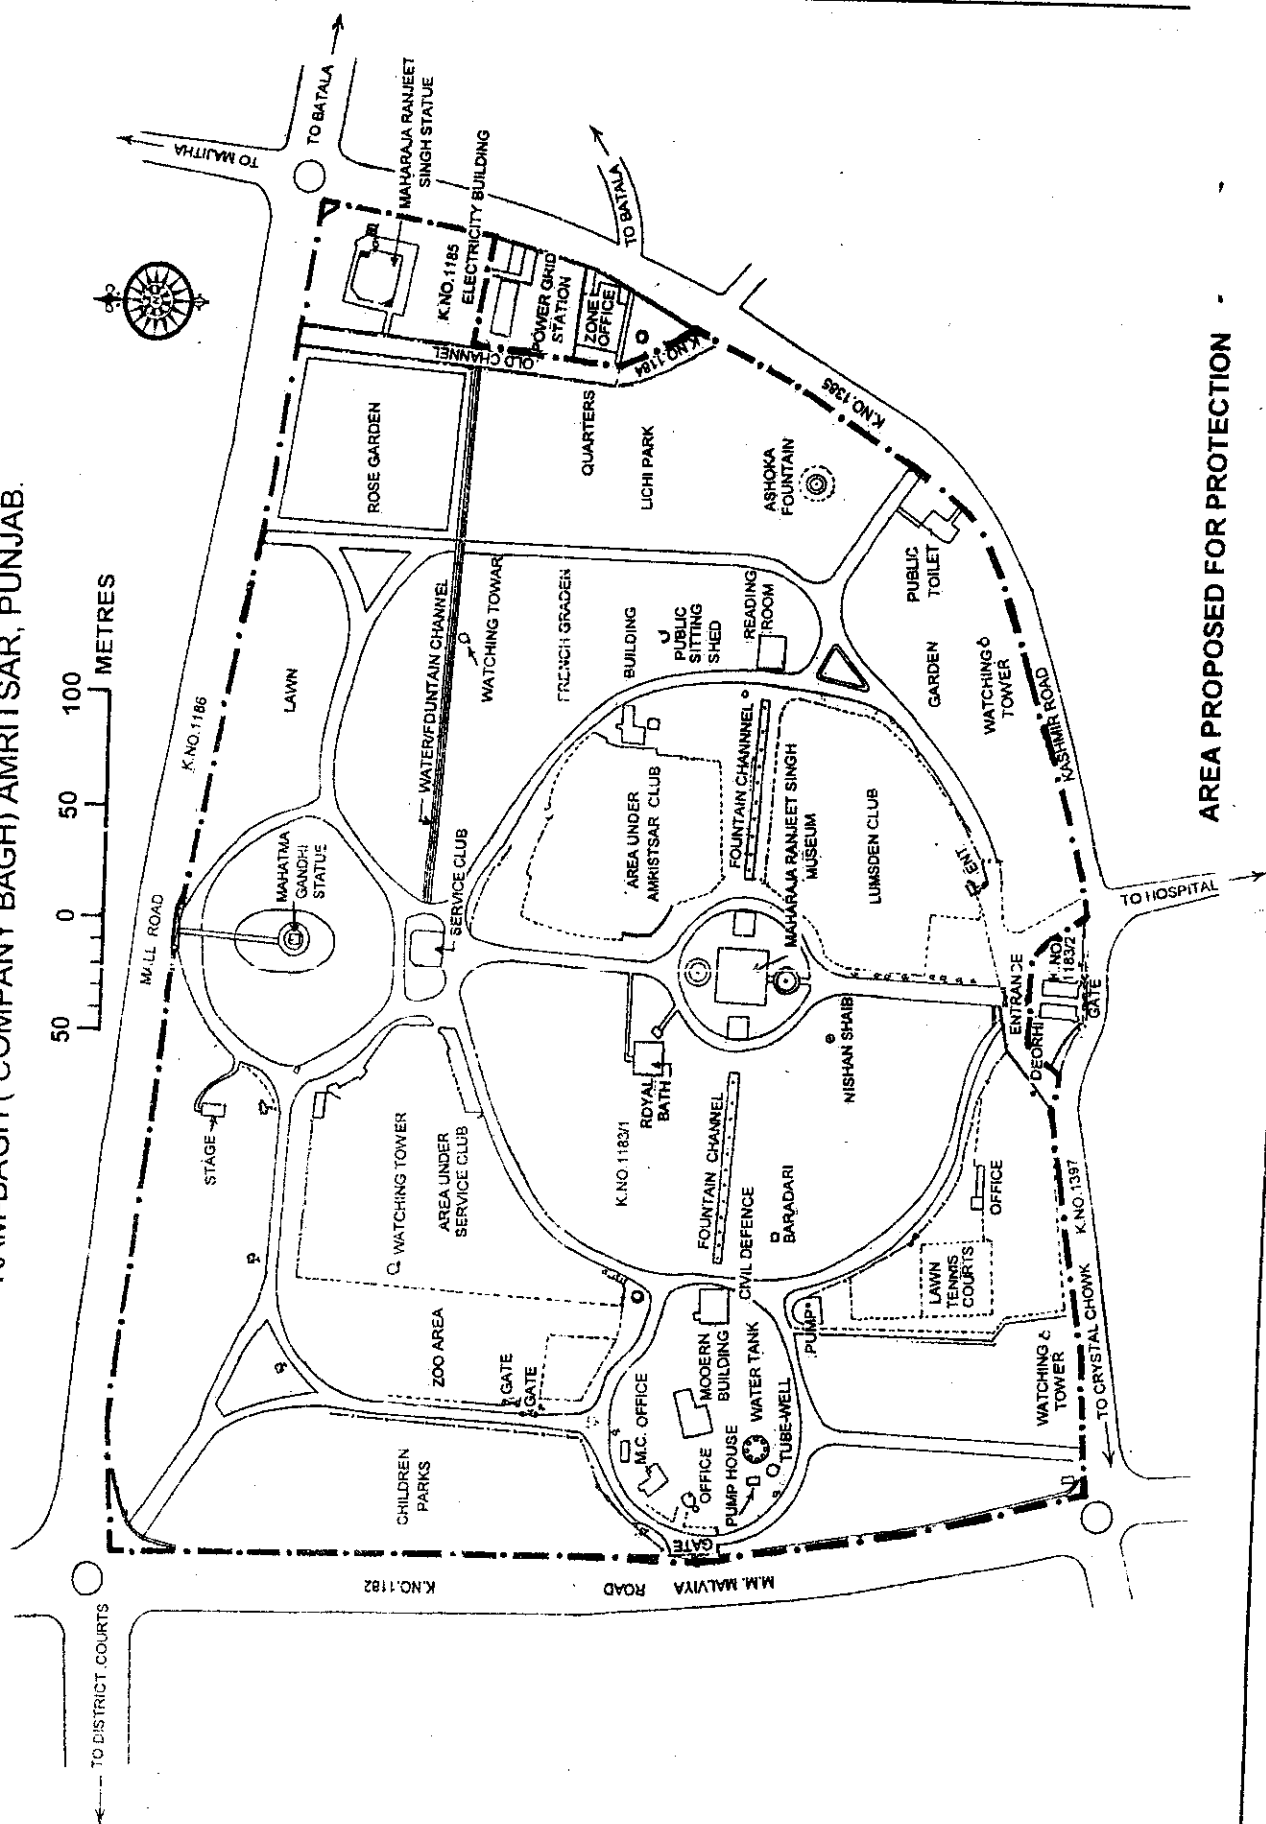 RAM BAGH ( COMPANY BAGH) AMRITSAR, PUNJAB.
50 0 50 100
METRES
TO DISTRICT COURTS
MALL ROAD
K.NO.1186
TO MAJITHA
TO BATALA
MAHARAJA RANJEET
SINGH STATUE
K.NO.1185
ELECTRICITY BUILDING
POWER GRID
STATION
ZONE
OFFICE
K.NO.1184
OLD CHANNEL
TO BATALA
K.NO.1385
ROSE GARDEN
QUARTERS
LICHI PARK
ASHOKA
FOUNTAIN
LAWN
WATER/FOUNTAIN CHANNEL
WATCHING TOWAR
FRENCH GRADEN
BUILDING
PUBLIC
SITTING
SHED
READING
ROOM
PUBLIC
TOILET
GARDEN
WATCHING
TOWER
KASHMIR ROAD
MAHATMA
GANDHI
STATUE
SERVICE CLUB
AREA UNDER
AMRISTSAR CLUB
FOUNTAIN CHANNNEL
MAHARAJA RANJEET SINGH
MUSEUM
LUMSDEN CLUB
ENT.
TO HOSPITAL
STAGE
WATCHING TOWER
AREA UNDER
SERVICE CLUB
K.NO.1183/1
ROYAL
BATH
FOUNTAIN CHANNEL
NISHAN SHAIB
ENTRANCE
DEORHI
K.NO.
1183/2
GATE
ZOO AREA
GATE
GATE
CIVIL DEFENCE
BARADARI
OFFICE
LAWN
TENNIS
COURTS
K.NO.1397
TO CRYSTAL CHOWK
CHILDREN
PARKS
M.C. OFFICE
MODERN
BUILDING
OFFICE
WATER TANK
PUMP HOUSE
TUBE-WELL
PUMP
WATCHING
TOWER
GATE
K.NO.1182
M.M. MALVIYA ROAD
AREA PROPOSED FOR PROTECTION